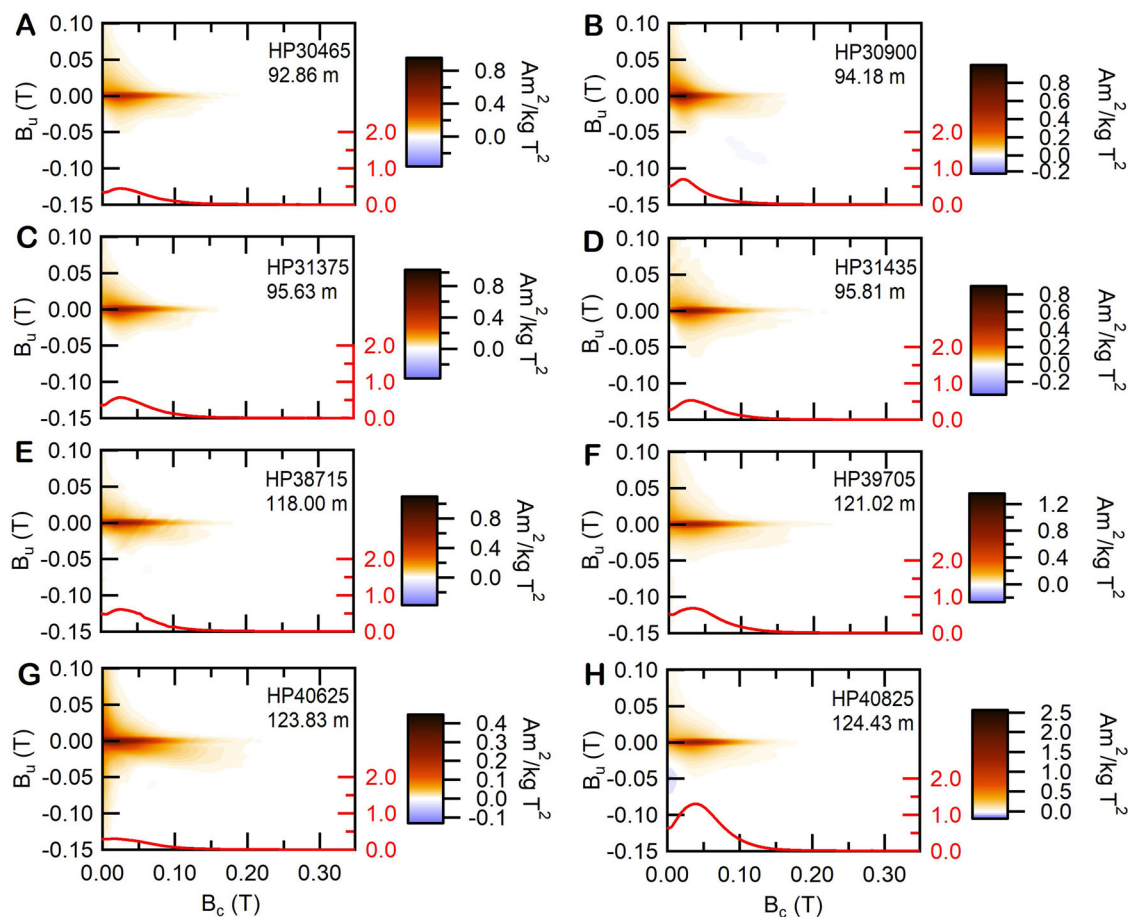 A
HP30465
92.86 m
B_u (T)
0.10
0.05
0.00
-0.05
-0.10
-0.15
2.0
1.0
0.0
0.8
0.4
0.0
Am²/kg T²
B
HP30900
94.18 m
B_u (T)
0.10
0.05
0.00
-0.05
-0.10
-0.15
2.0
1.0
0.0
0.8
0.6
0.4
0.2
0.0
-0.2
Am²/kg T²
C
HP31375
95.63 m
B_u (T)
0.10
0.05
0.00
-0.05
-0.10
-0.15
2.0
1.0
0.0
0.8
0.4
0.0
Am²/kg T²
D
HP31435
95.81 m
B_u (T)
0.10
0.05
0.00
-0.05
-0.10
-0.15
2.0
1.0
0.0
0.8
0.6
0.4
0.2
0.0
-0.2
Am²/kg T²
E
HP38715
118.00 m
B_u (T)
0.10
0.05
0.00
-0.05
-0.10
-0.15
2.0
1.0
0.0
0.8
0.4
0.0
Am²/kg T²
F
HP39705
121.02 m
B_u (T)
0.10
0.05
0.00
-0.05
-0.10
-0.15
2.0
1.0
0.0
1.2
0.8
0.4
0.0
Am²/kg T²
G
HP40625
123.83 m
B_u (T)
0.10
0.05
0.00
-0.05
-0.10
-0.15
2.0
1.0
0.0
0.4
0.3
0.2
0.1
0.0
-0.1
Am²/kg T²
0.00 0.10 0.20 0.30
B_c (T)
H
HP40825
124.43 m
B_u (T)
0.10
0.05
0.00
-0.05
-0.10
-0.15
2.0
1.0
0.0
2.5
2.0
1.5
1.0
0.5
0.0
Am²/kg T²
0.00 0.10 0.20 0.30
B_c (T)